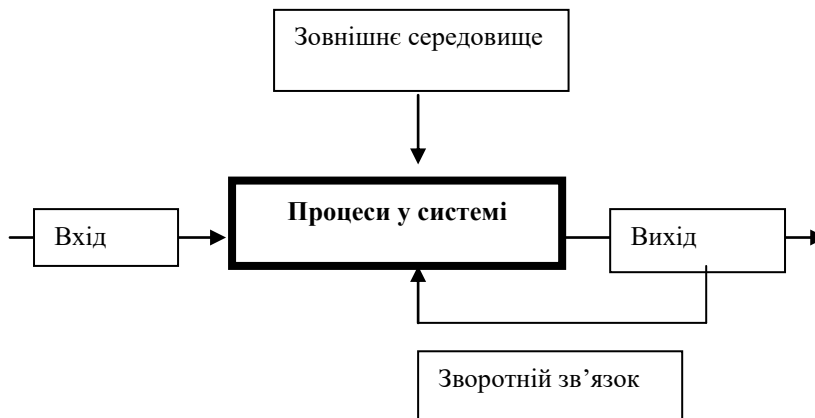 Зовнішнє середовище
Процеси у системі
Вхід
Вихід
Зворотній зв’язок